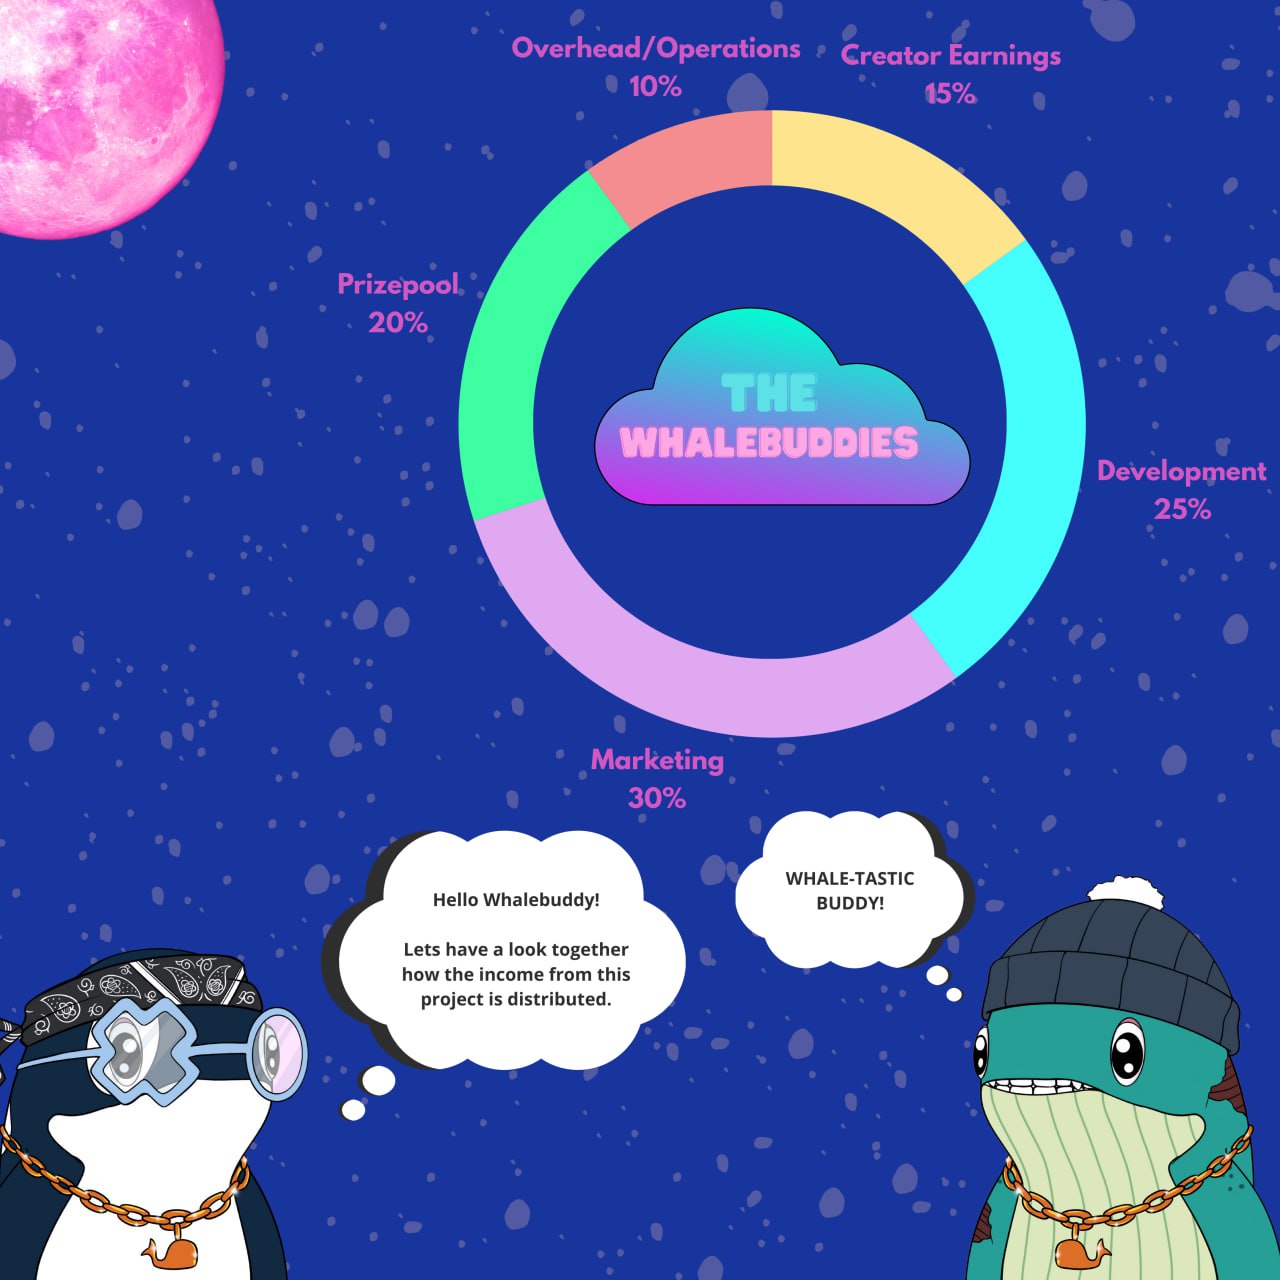 Overhead/Operations
10%
Creator Earnings
15%
Prizepool
20%
THE
WHALEBUDDIES
Development
25%
Marketing
30%
Hello Whalebuddy!
Lets have a look together
how the income from this
project is distributed.
WHALE-TASTIC
BUDDY!